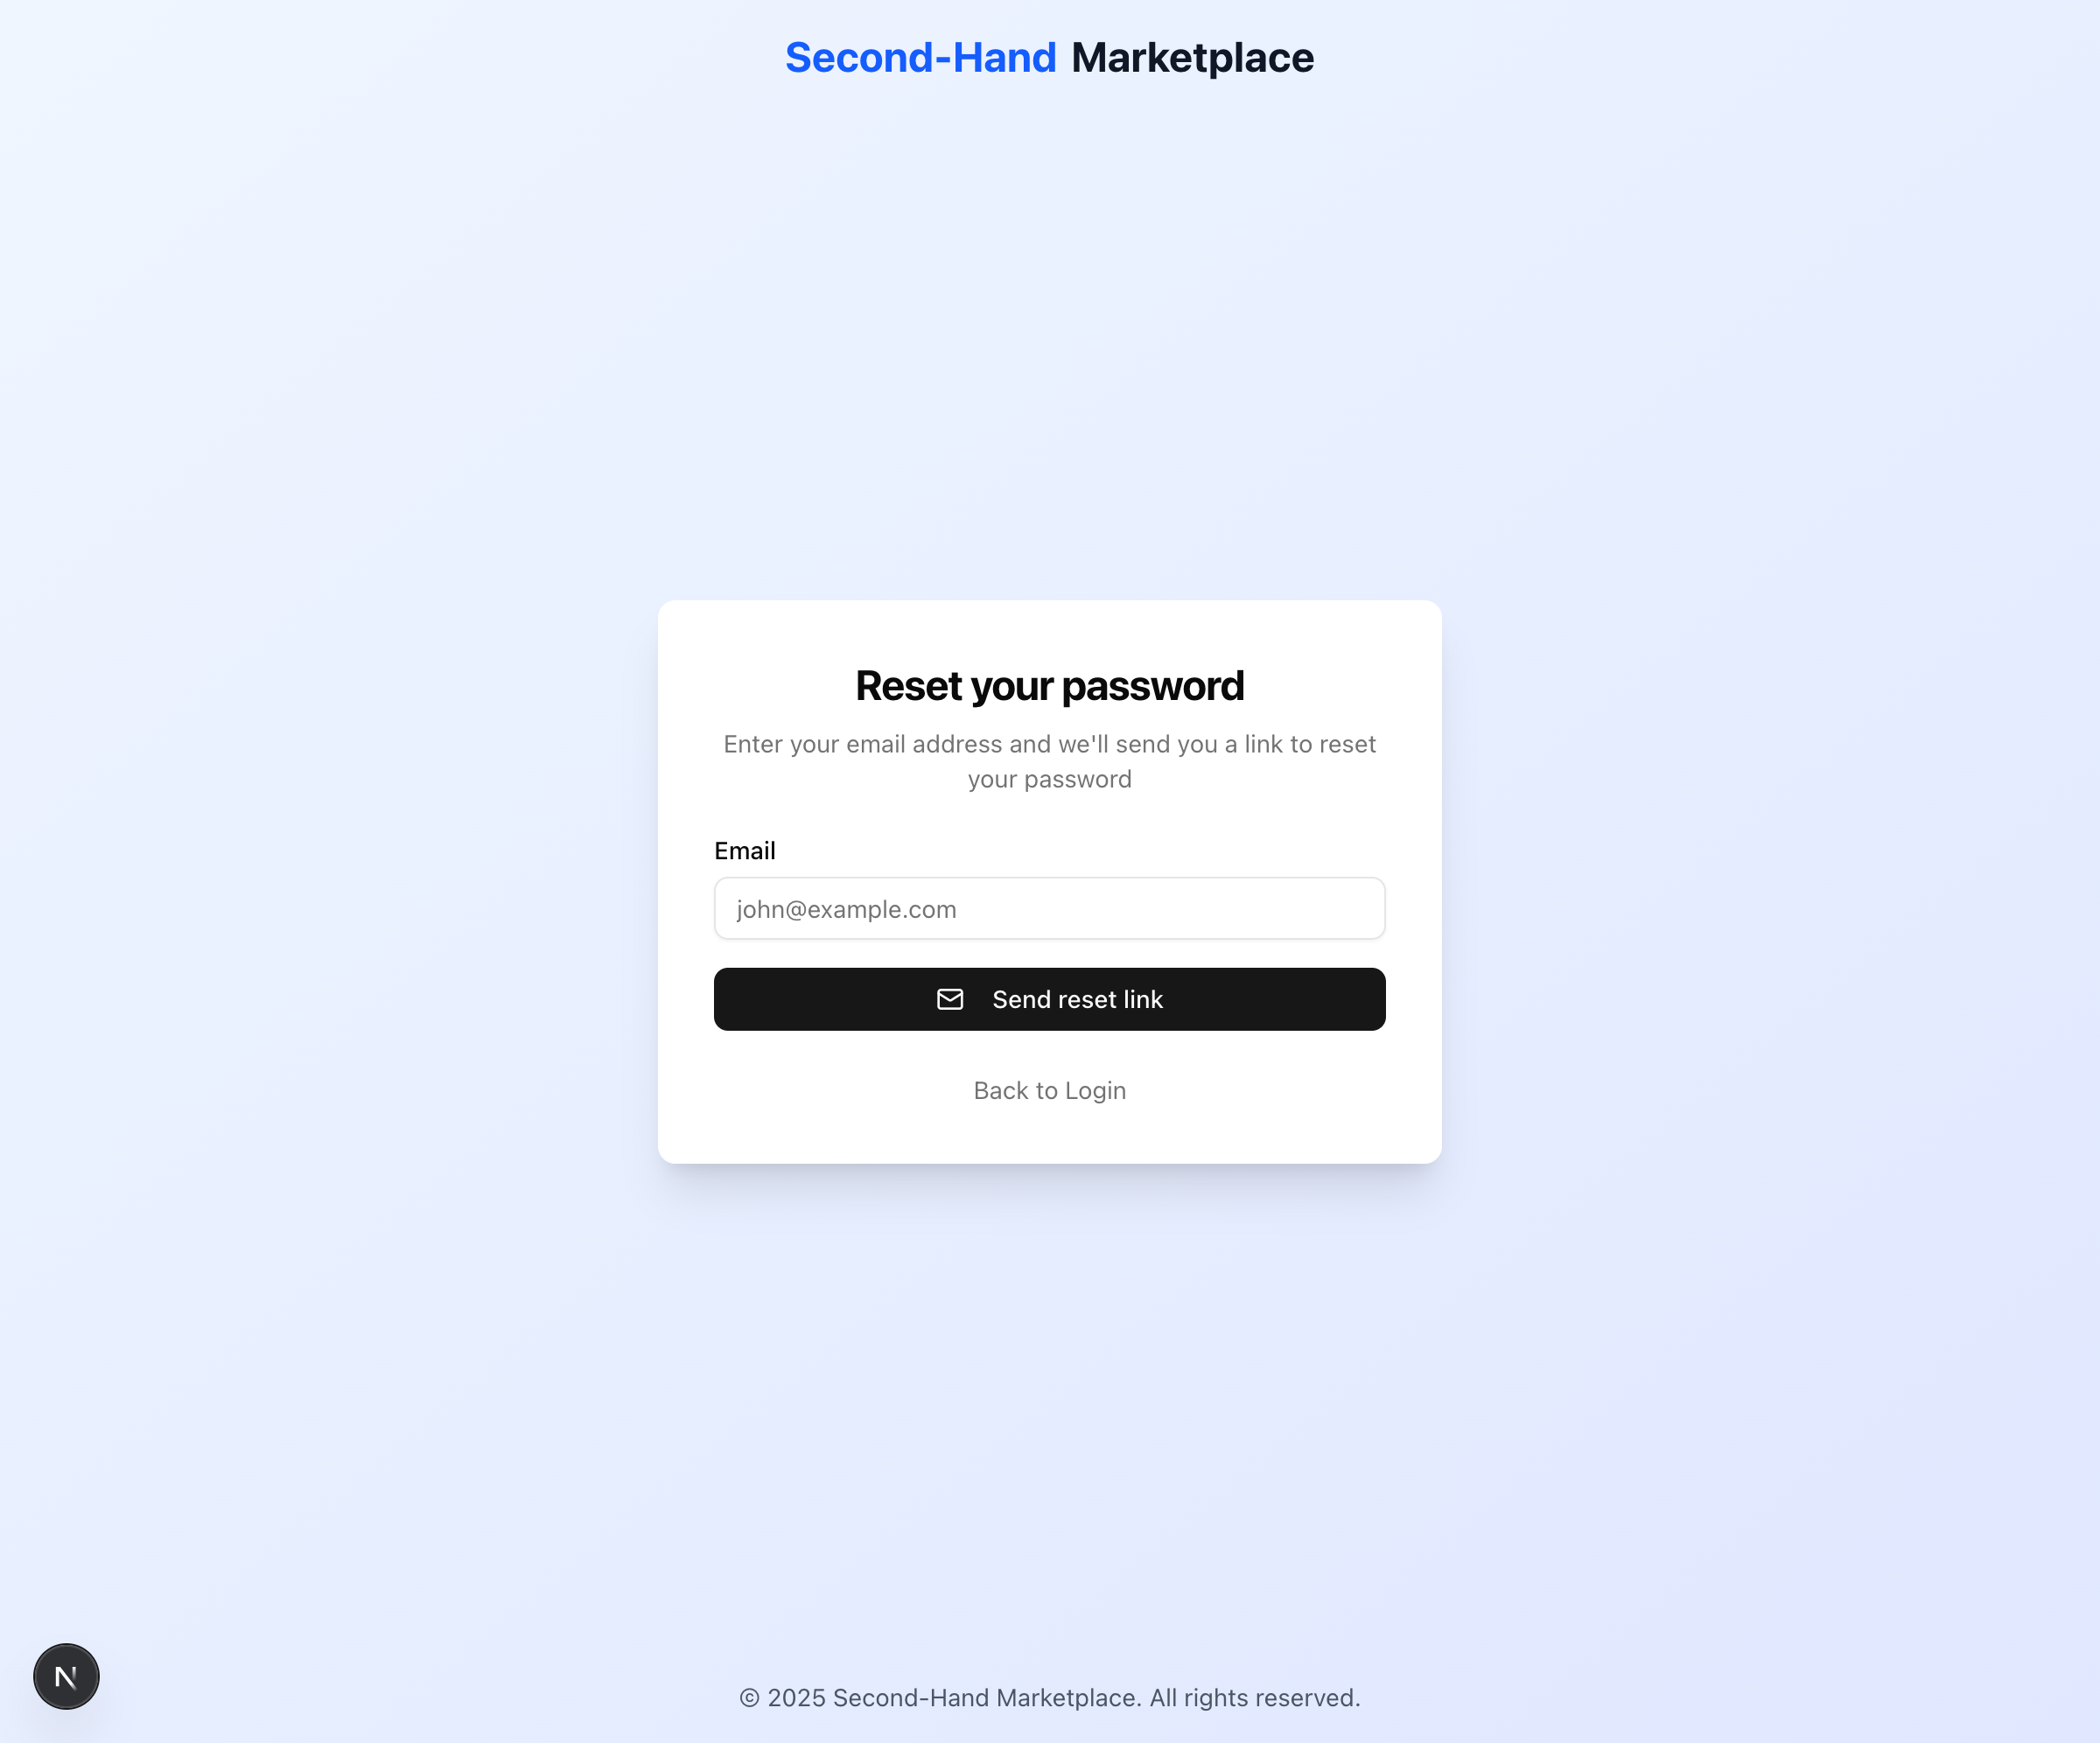 Second-Hand Marketplace
Reset your password
Enter your email address and we'll send you a link to reset
your password
Email
john@example.com
Send reset link
Back to Login
N
© 2025 Second-Hand Marketplace. All rights reserved.